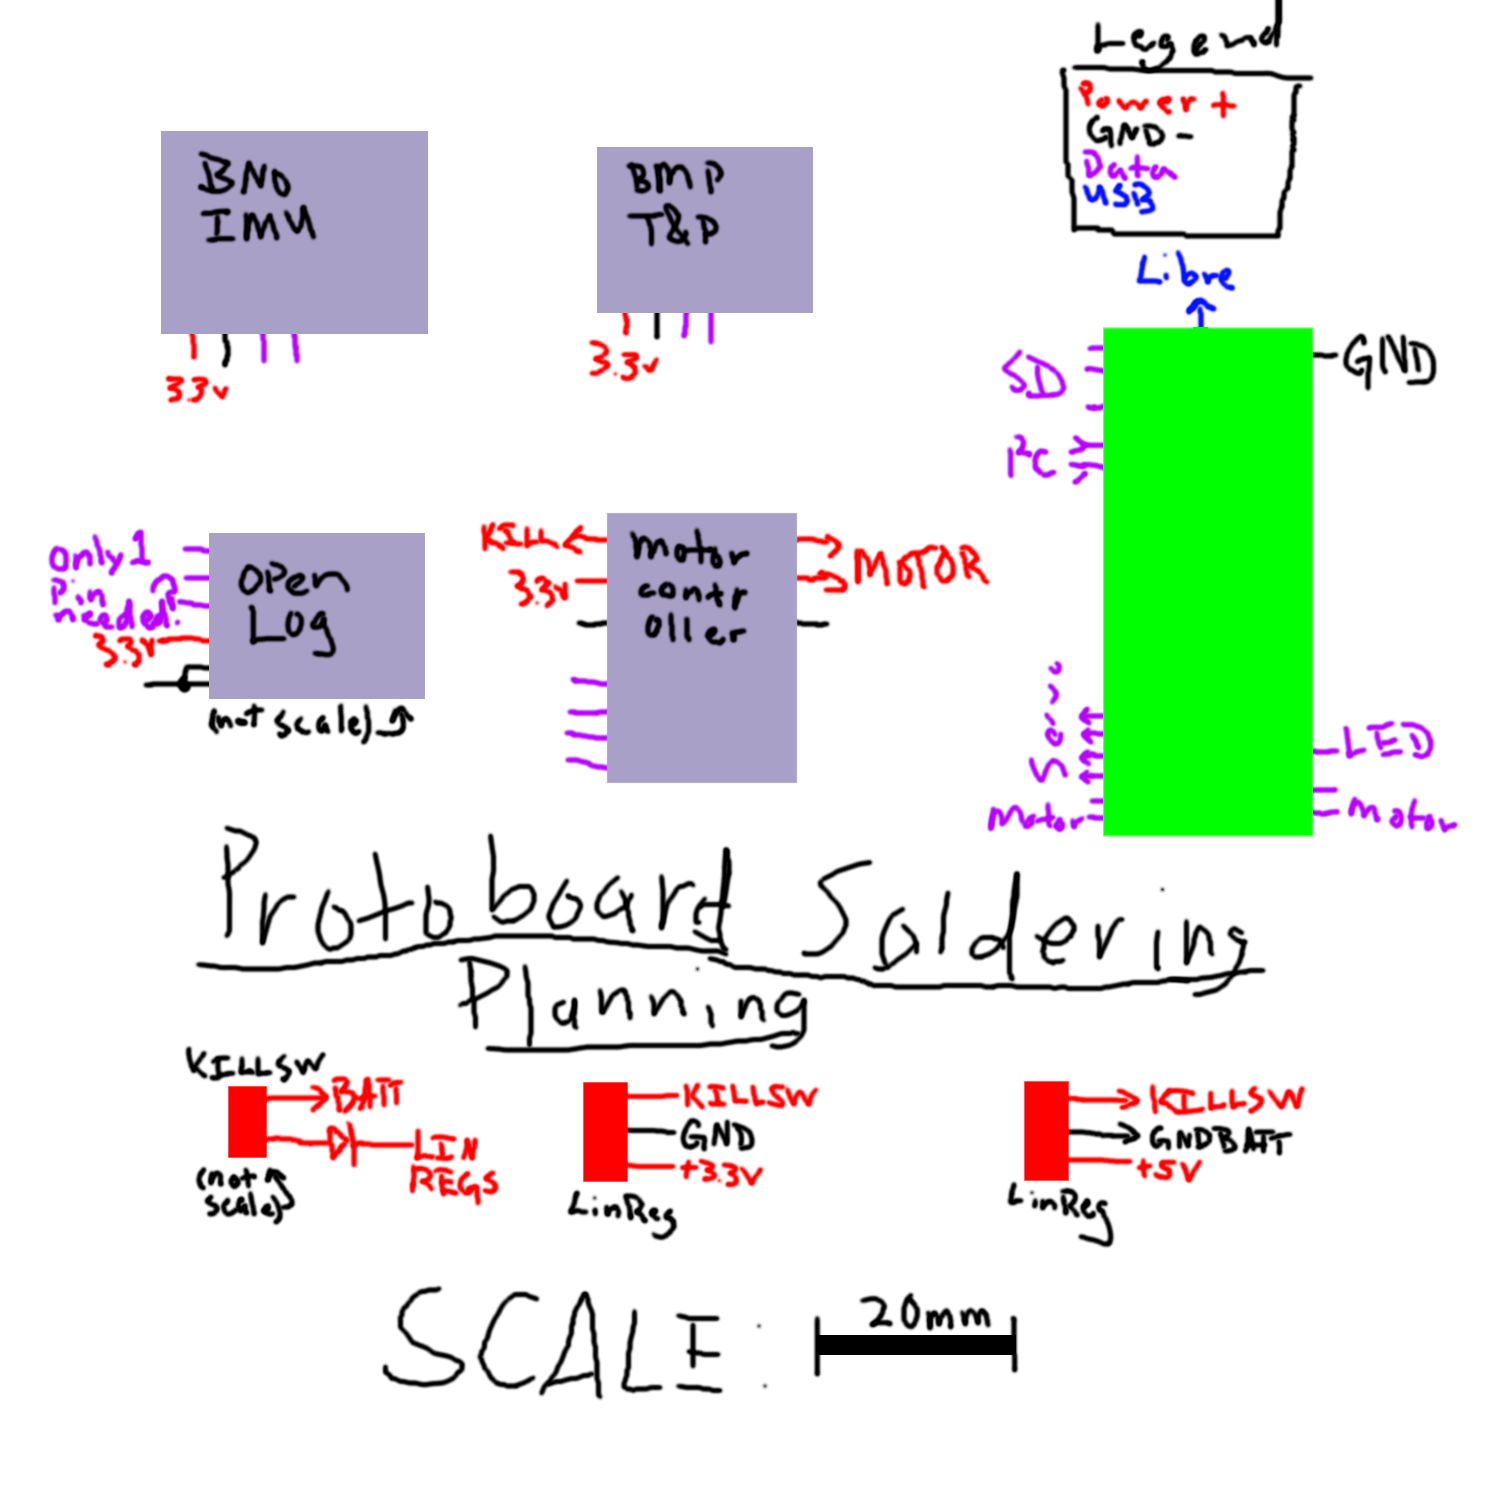 Legend
Power +
GND -
Data
USB
BNO
IMU
3.3v
BMP
T&P
3.3v
Libre
GND
SD
I²C
Servo
Motor
LED
motor
only 1
Pin
needed?
3.3v
OPen
Log
(not scale)
KILL
3.3v
motor
contr
oller
MOTOR
Protoboard Soldering
Planning
KILLSW
BATT
LIN
REGS
(not
scale)
KILLSW
GND
+3.3V
LinReg
KILLSW
GNDBATT
+5V
LinReg
SCALE:
20mm